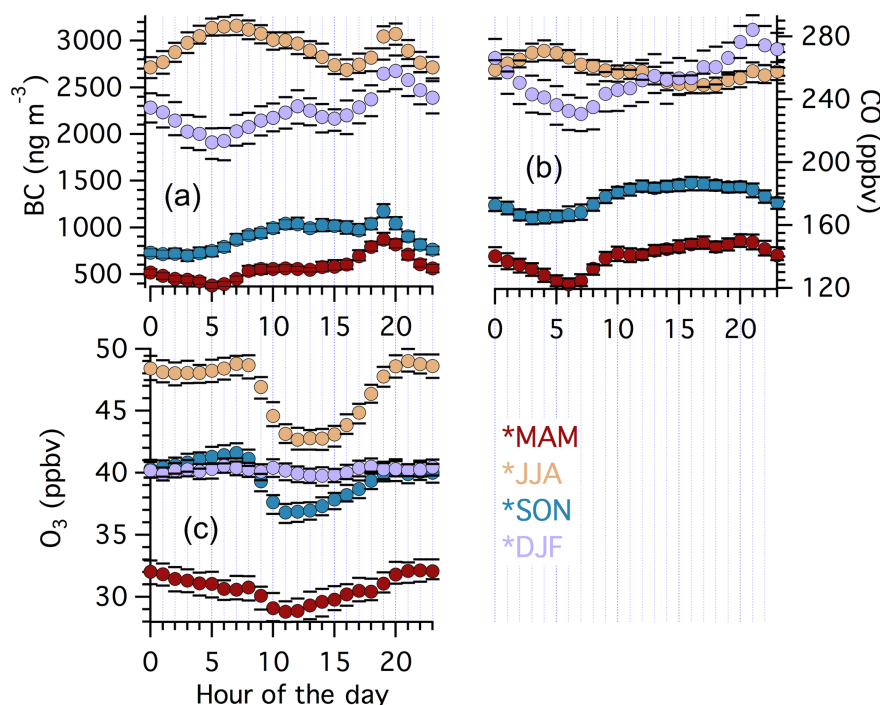 3000
2500
2000
1500
1000
500
BC (ng m⁻³)
(a)
0 5 10 15 20
280
240
200
160
120
CO (ppbv)
(b)
0 5 10 15 20
50
45
40
35
30
O₃ (ppbv)
(c)
0 5 10 15 20
Hour of the day
*MAM
*JJA
*SON
*DJF